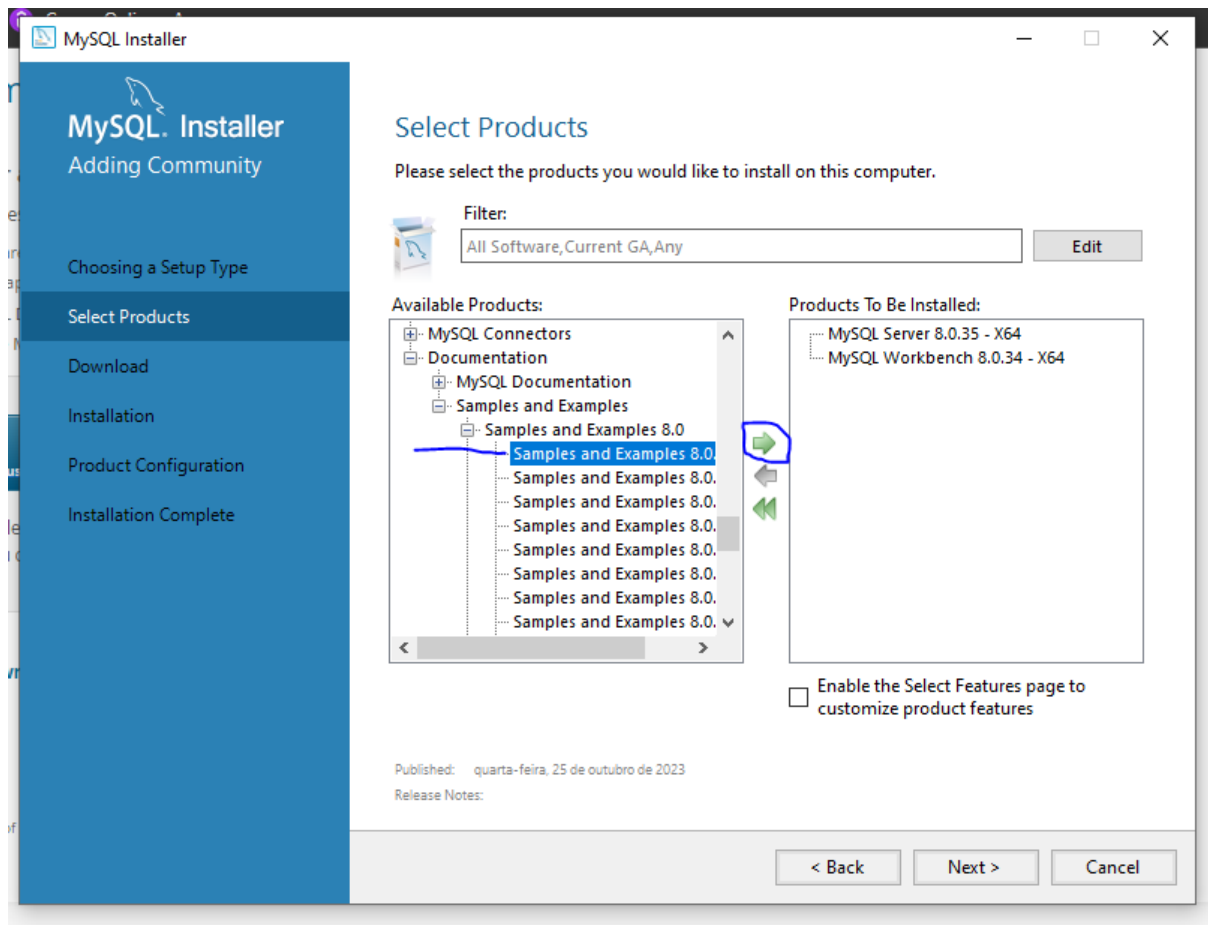 MySQL Installer
MySQL. Installer
Adding Community
Choosing a Setup Type
Select Products
Download
Installation
Product Configuration
Installation Complete
Select Products
Please select the products you would like to install on this computer.
Filter:
All Software,Current GA,Any
Edit
Available Products:
MySQL Connectors
Documentation
MySQL Documentation
Samples and Examples
Samples and Examples 8.0
Samples and Examples 8.0.
Samples and Examples 8.0.
Samples and Examples 8.0.
Samples and Examples 8.0.
Samples and Examples 8.0.
Samples and Examples 8.0.
Samples and Examples 8.0.
Samples and Examples 8.0.
Products To Be Installed:
MySQL Server 8.0.35 - X64
MySQL Workbench 8.0.34 - X64
Enable the Select Features page to
customize product features
Published: quarta-feira, 25 de outubro de 2023
Release Notes:
< Back
Next >
Cancel